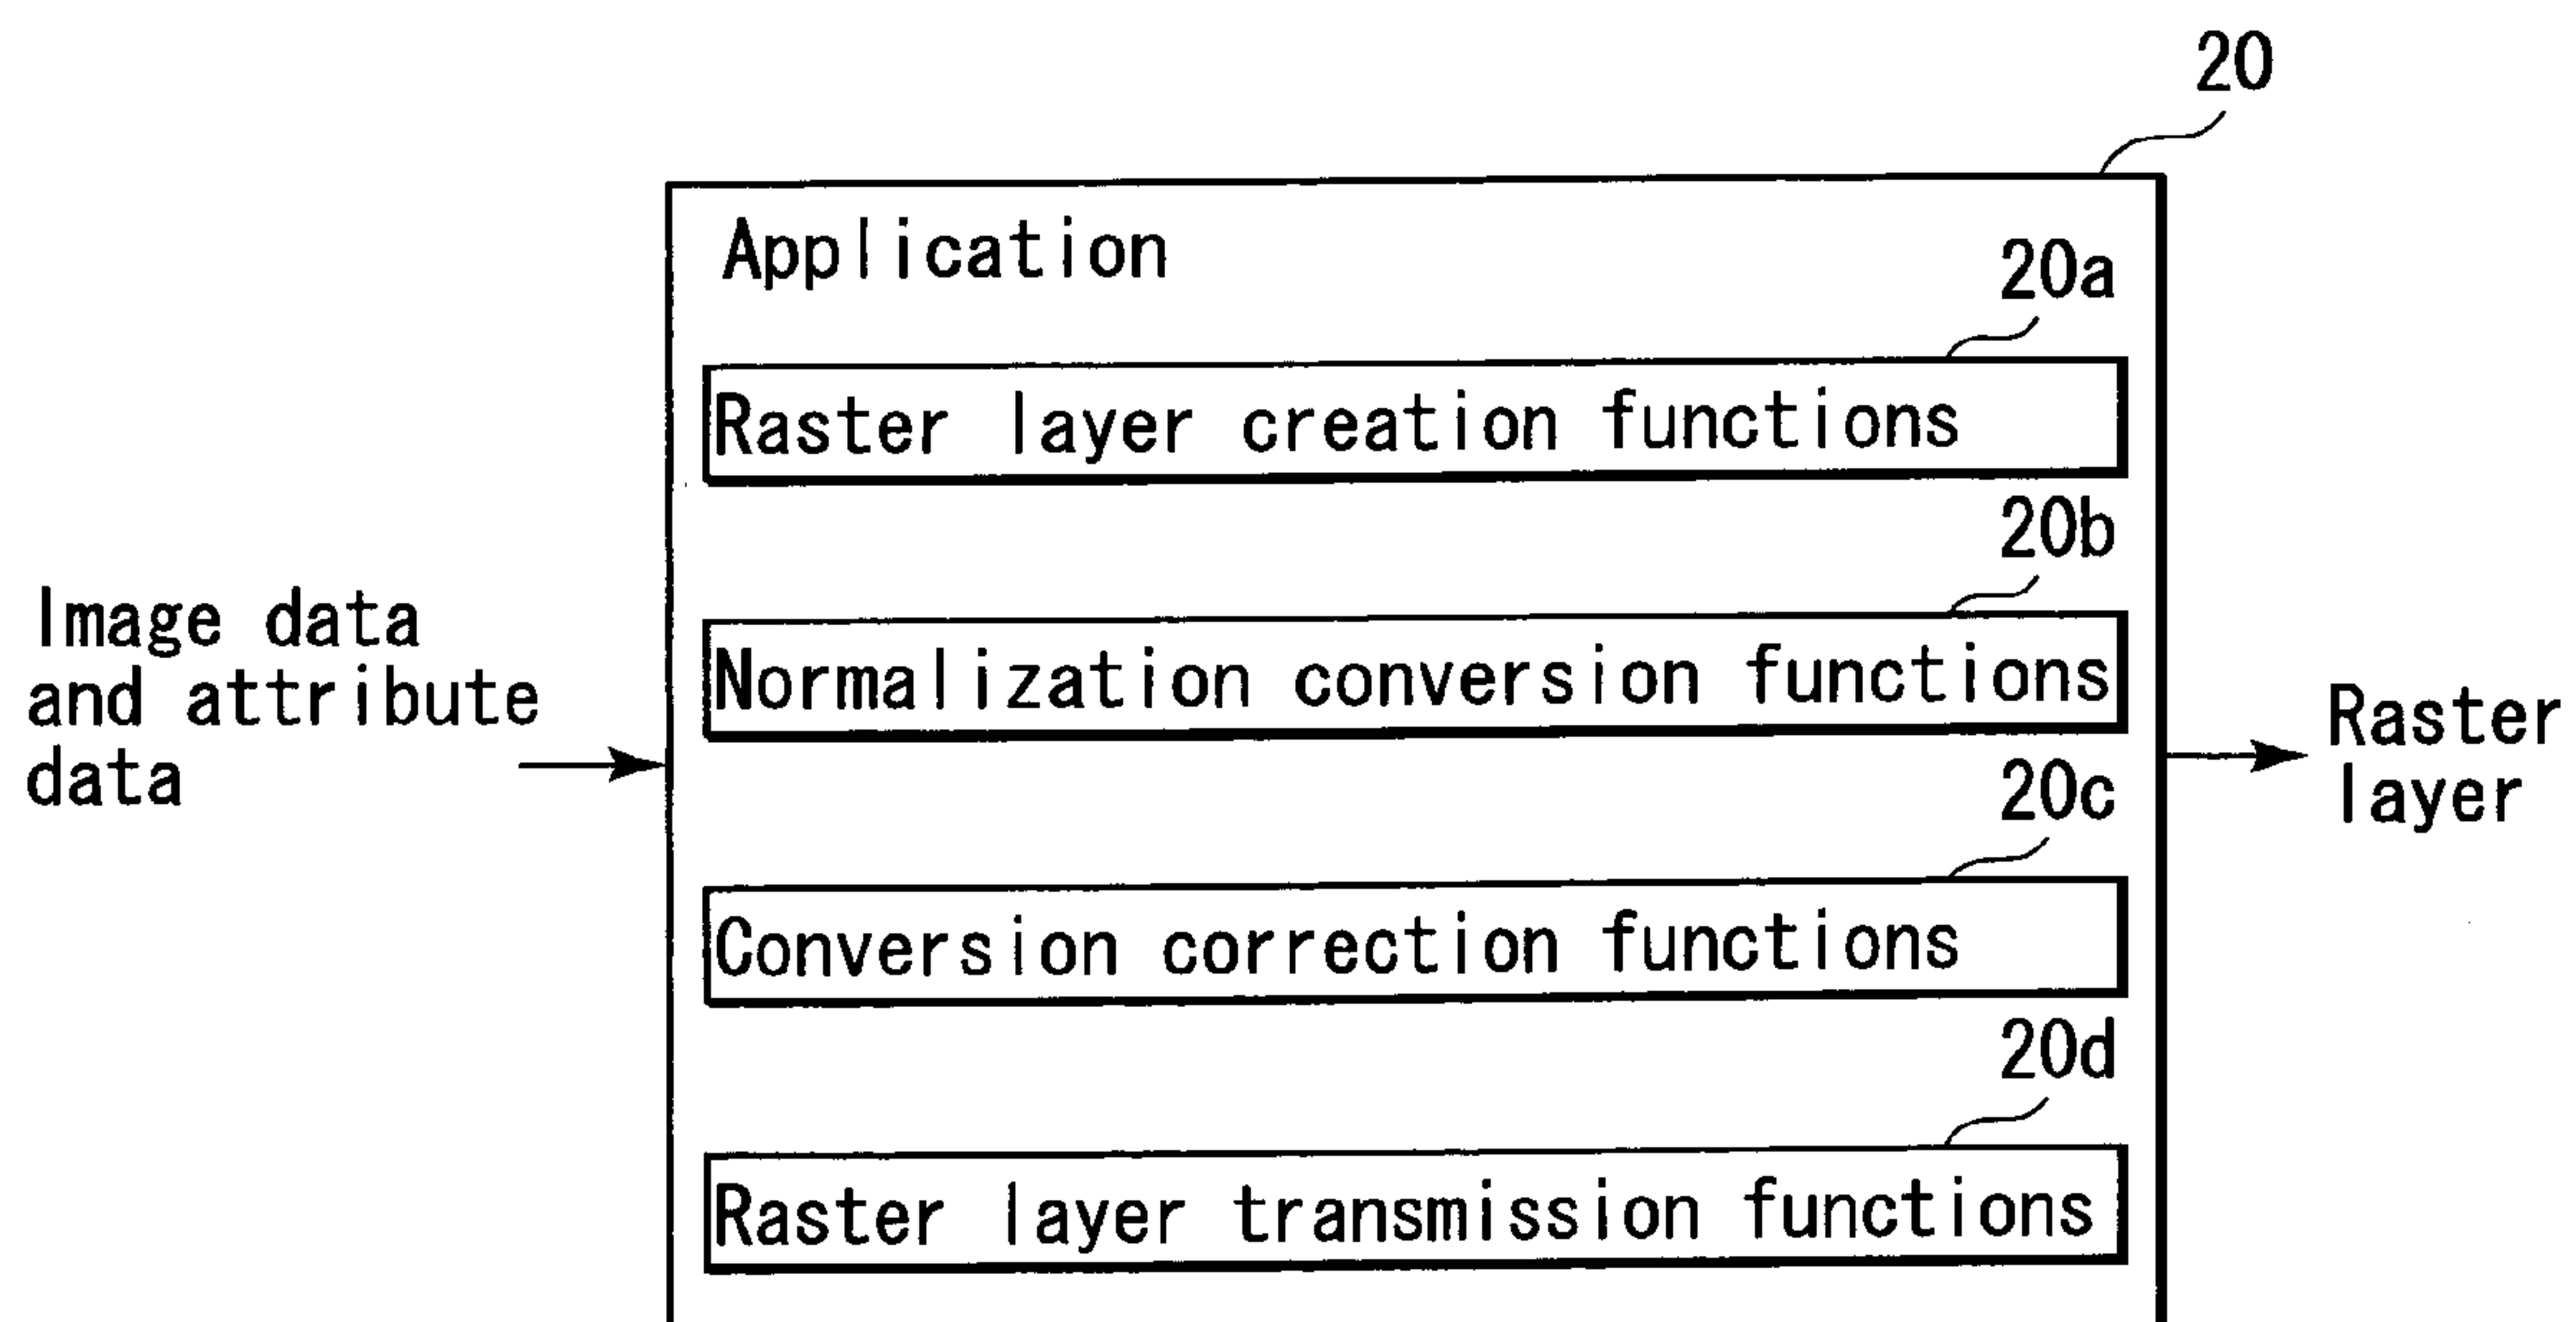 20
Application
20a
Raster layer creation functions
20b
Image data
and attribute
data
Normalization conversion functions
Raster
layer
20c
Conversion correction functions
20d
Raster layer transmission functions